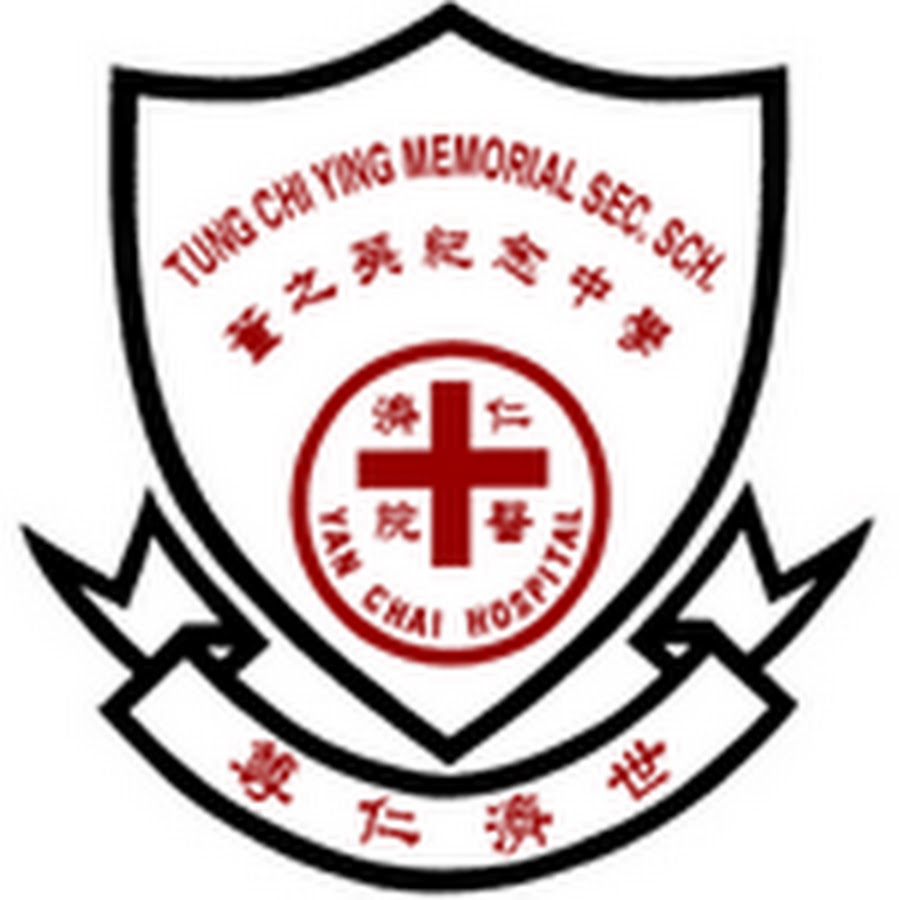 TUNG CHI YING MEMORIAL SEC. SCH.
董之英紀念中學
仁濟
醫院
YAN CHAI HOSPITAL
尊仁濟世